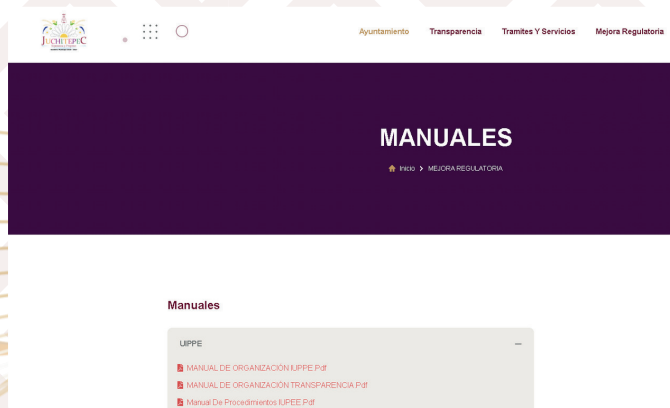 JUCHITEPEC
Ayuntamiento Transparencia Tramites Y Servicios Mejora Regulatoria
MANUALES
Inicio > MEJORA REGULATORIA
Manuales
UIPPE
MANUAL DE ORGANIZACIÓN IUPPE.Pdf
MANUAL DE ORGANIZACIÓN TRANSPARENCIA.Pdf
Manual De Procedimientos IUPEE.Pdf